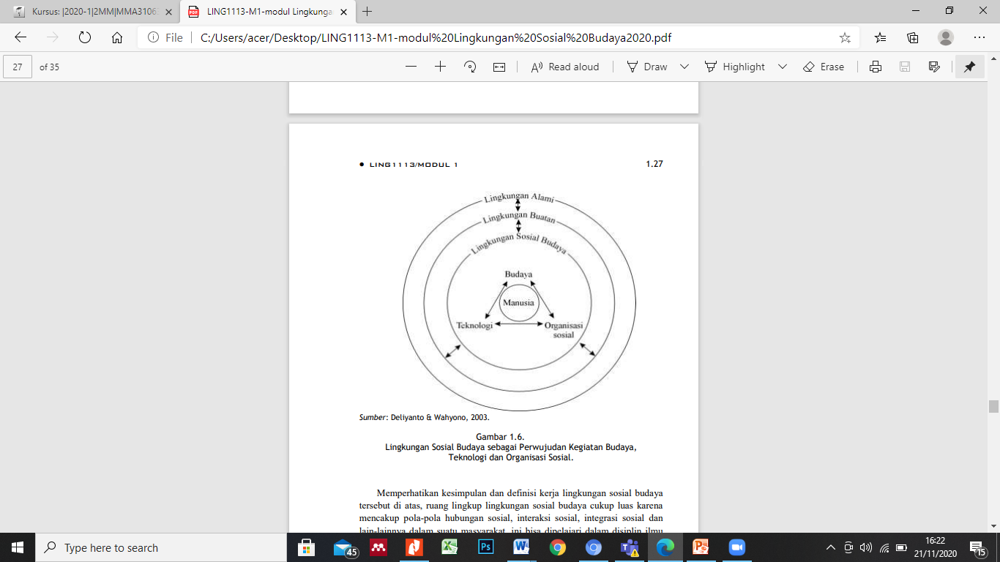 Kursus: |2020-1|2MM|MMA3106
LING1113-M1-modul Lingkunga
File
C:/Users/acer/Desktop/LING1113-M1-modul%20Lingkungan%20Sosial%20Budaya2020.pdf
27 of 35
Read aloud
Draw
Highlight
Erase
● LING1113/MODUL 1 1.27
Lingkungan Alami
Lingkungan Buatan
Lingkungan Sosial Budaya
Budaya
Manusia
Teknologi
Organisasi
sosial
Sumber: Deliyanto & Wahyono, 2003.
Gambar 1.6.
Lingkungan Sosial Budaya sebagai Perwujudan Kegiatan Budaya,
Teknologi dan Organisasi Sosial.
Memperhatikan kesimpulan dan definisi kerja lingkungan sosial budaya
tersebut di atas, ruang lingkup lingkungan sosial budaya cukup luas karena
mencakup pola-pola hubungan sosial, interaksi sosial, integrasi sosial dan
lain-lainnya dalam suatu masyarakat, ini bisa dipelajari dalam disiplin ilmu
Type here to search
45
16:22
21/11/2020
15